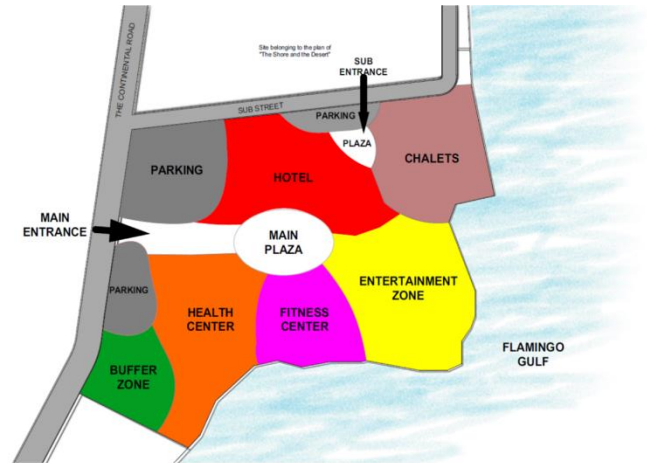 THE CONTINENTAL ROAD
Site belonging to the plan of
"The Shore and the Desert"
SUB
ENTRANCE
SUB STREET
PARKING
PLAZA
CHALETS
PARKING
HOTEL
MAIN
ENTRANCE
MAIN
PLAZA
PARKING
HEALTH
CENTER
FITNESS
CENTER
ENTERTAINMENT
ZONE
FLAMINGO
GULF
BUFFER
ZONE